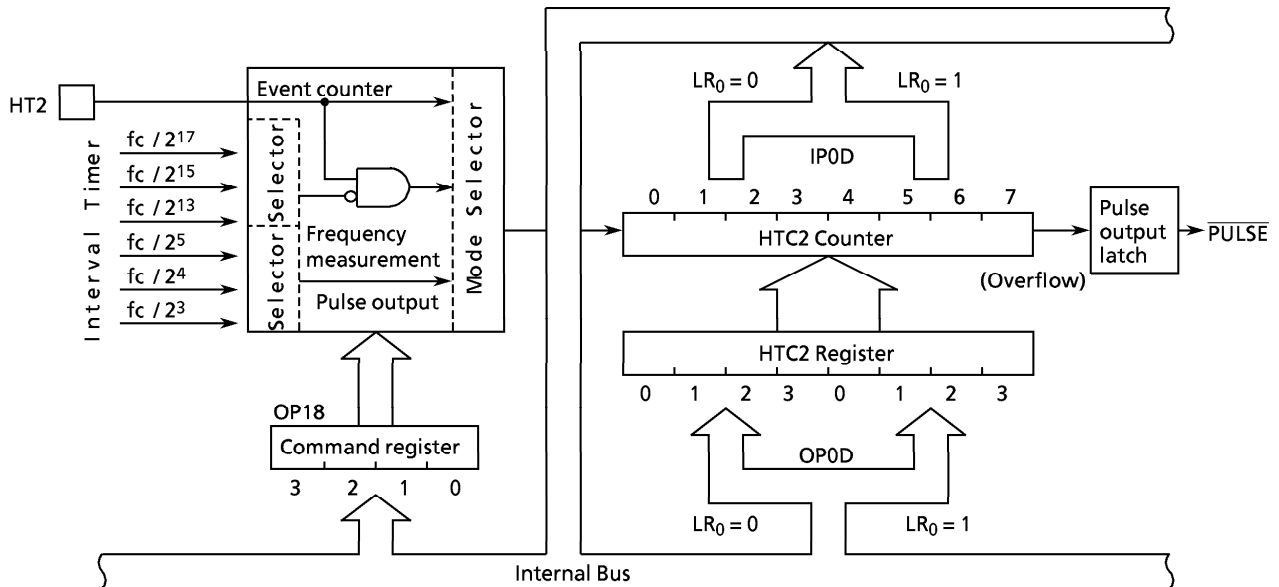 LR₀ = 0
LR₀ = 1
HT2
Event counter
fc / 2¹⁷
fc / 2¹⁵
fc / 2¹³
fc / 2⁵
fc / 2⁴
fc / 2³
Interval Timer
Selector
Selector
Mode Selector
Frequency
measurement
Pulse output
IP0D
0 1 2 3 4 5 6 7
HTC2 Counter
(Overflow)
Pulse
output
latch
P̅U̅L̅S̅E̅
HTC2 Register
0 1 2 3 0 1 2 3
OP18
Command register
3 2 1 0
OP0D
LR₀ = 0
LR₀ = 1
Internal Bus